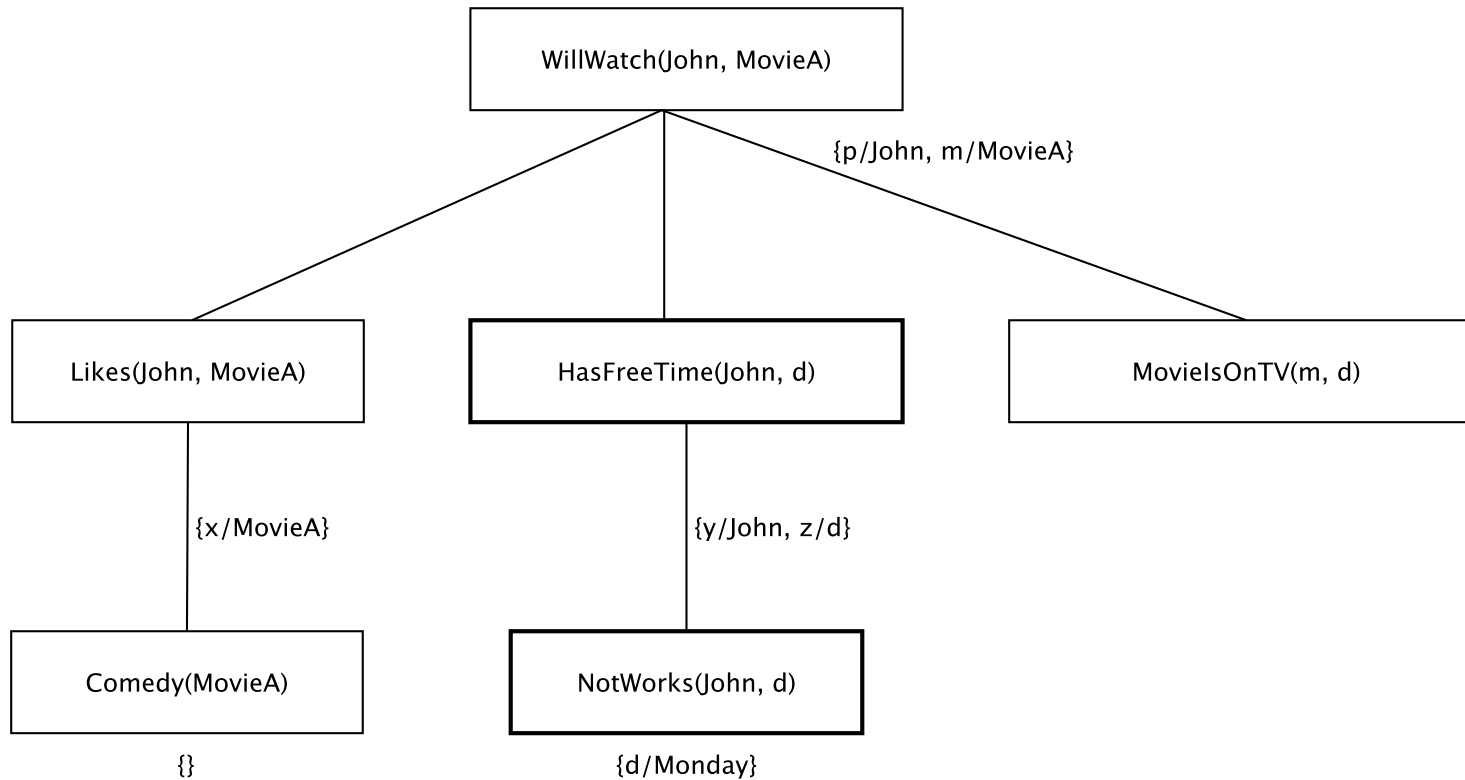 WillWatch(John, MovieA)
{p/John, m/MovieA}
Likes(John, MovieA)
HasFreeTime(John, d)
MovieIsOnTV(m, d)
{x/MovieA}
{y/John, z/d}
Comedy(MovieA)
NotWorks(John, d)
{}
{d/Monday}